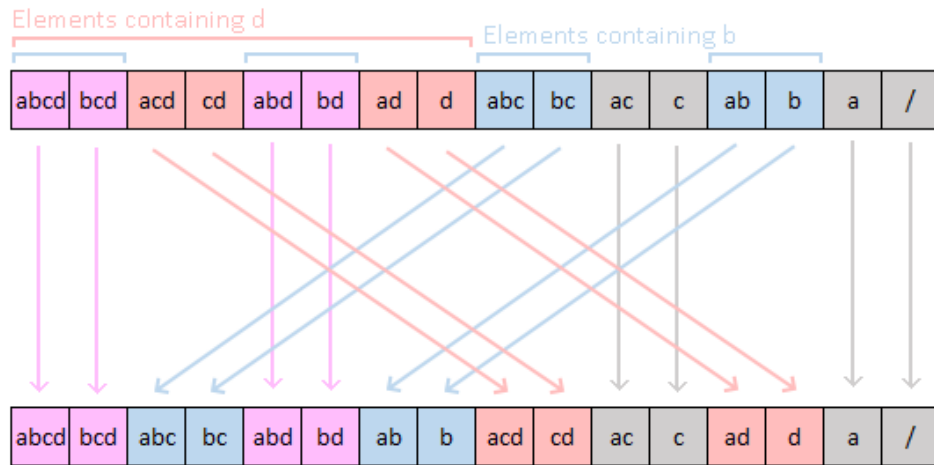 Elements containing d
Elements containing b
abcd bcd acd cd abd bd ad d abc bc ac c ab b a /
abcd bcd abc bc abd bd ab b acd cd ac c ad d a /